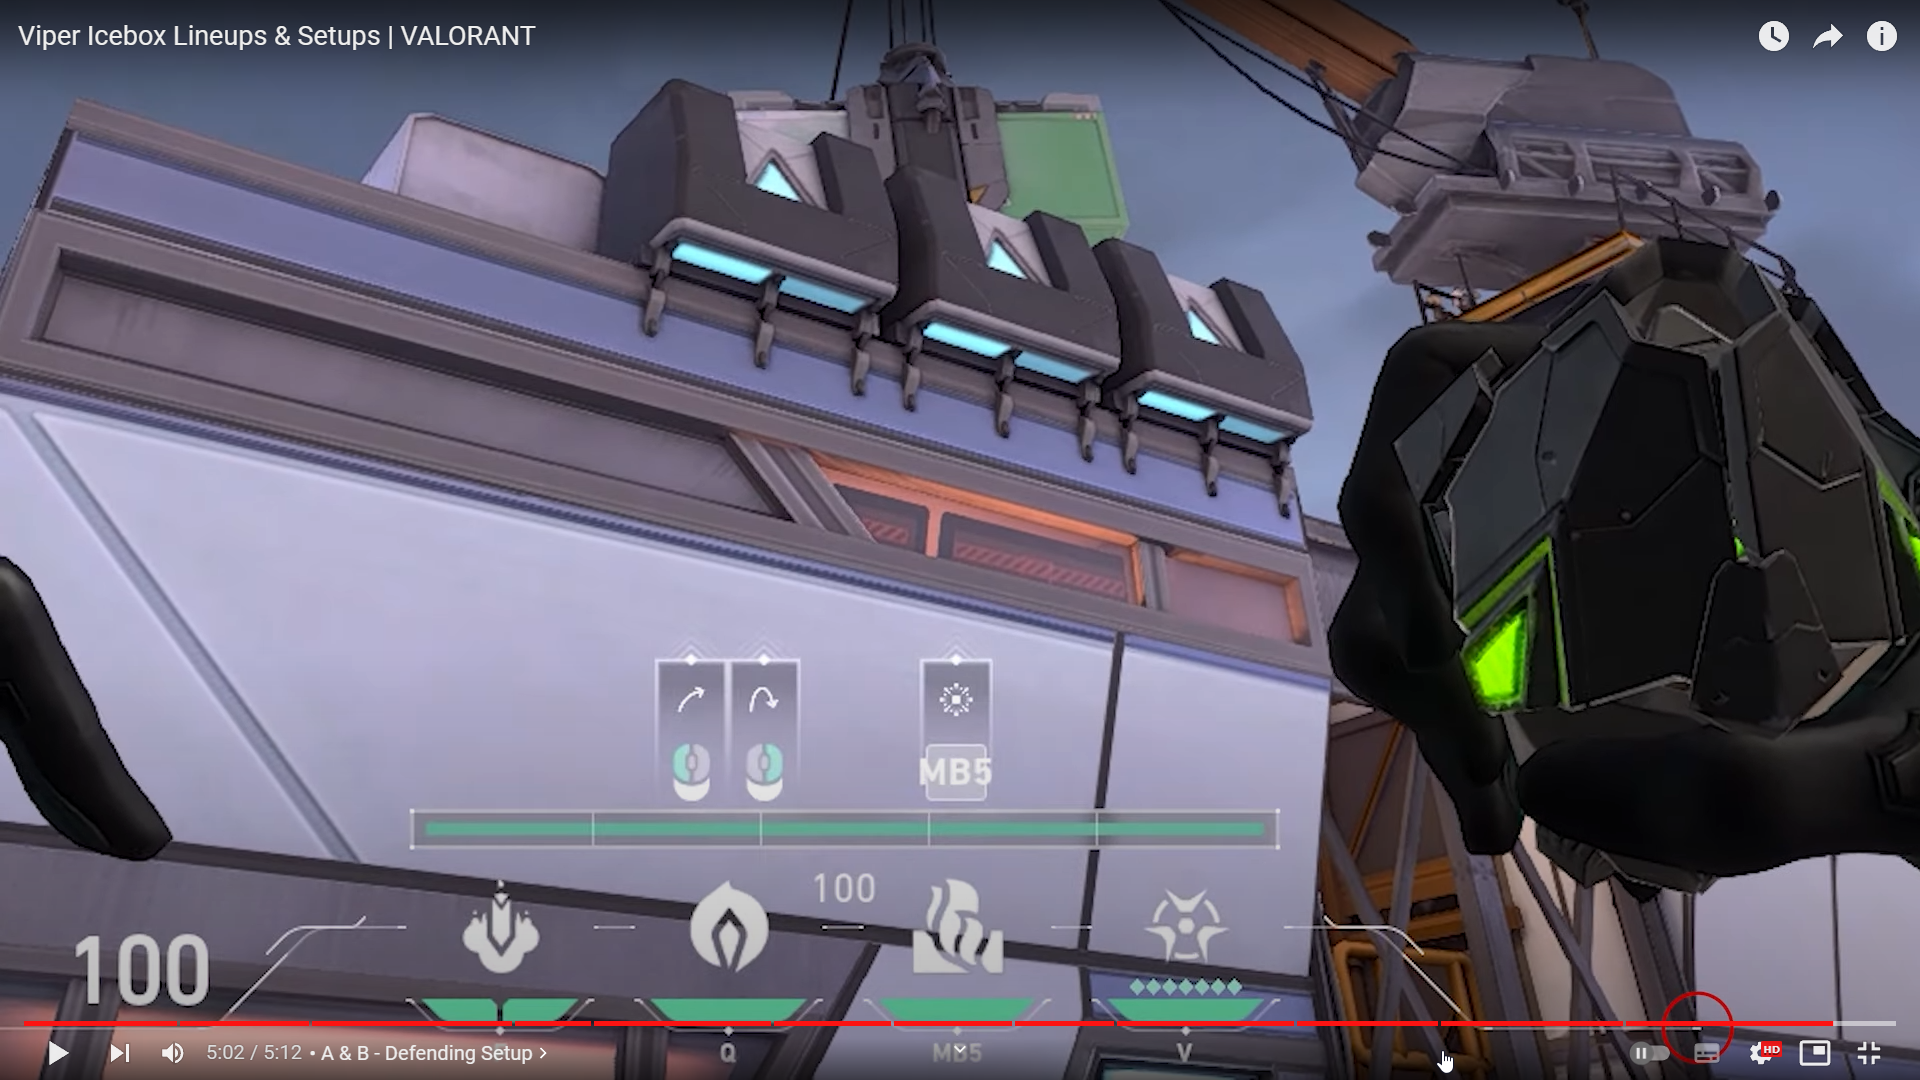 Viper Icebox Lineups & Setups | VALORANT
MB5
100
100
5:02 / 5:12 • A & B - Defending Setup
Q
MB5
V
HD